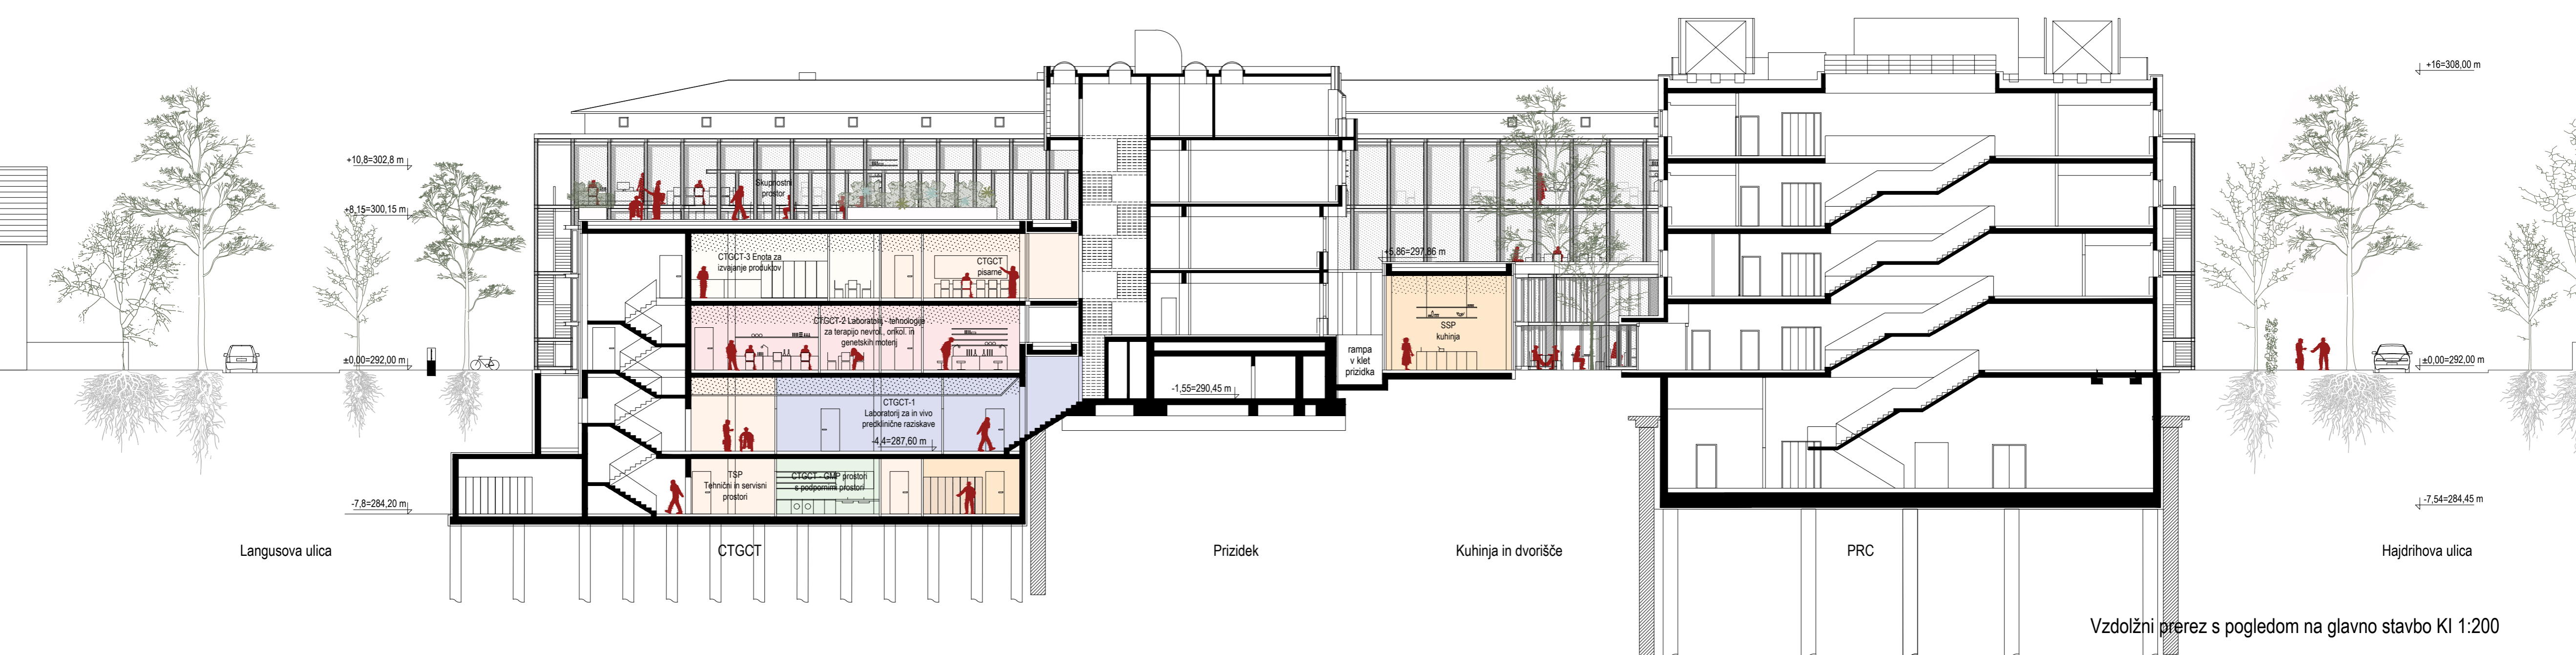 +16=308,00 m
+10,8=302,8 m
Skupnostni
prostor
+8,15=300,15 m
+5,86=297,86 m
CTGCT-3 Enota za
izvajanje produktov
CTGCT
pisarne
CTGCT-2 Laboratorij - tehnologije
za terapijo nevrol., onkol. in
genetskih motenj
SSP
kuhinja
rampa
v klet
prizidka
±0,00=292,00 m
±0,00=292,00 m
-1,55=290,45 m
CTGCT-1
Laboratorij za in vivo
predklinične raziskave
-4,4=287,60 m
TSP
Tehnični in servisni
prostori
CTGCT - GMP prostori
s podpornimi prostori
-7,8=284,20 m
-7,54=284,45 m
Langusova ulica
CTGCT
Prizidek
Kuhinja in dvorišče
PRC
Hajdrihova ulica
Vzdolžni prerez s pogledom na glavno stavbo KI 1:200